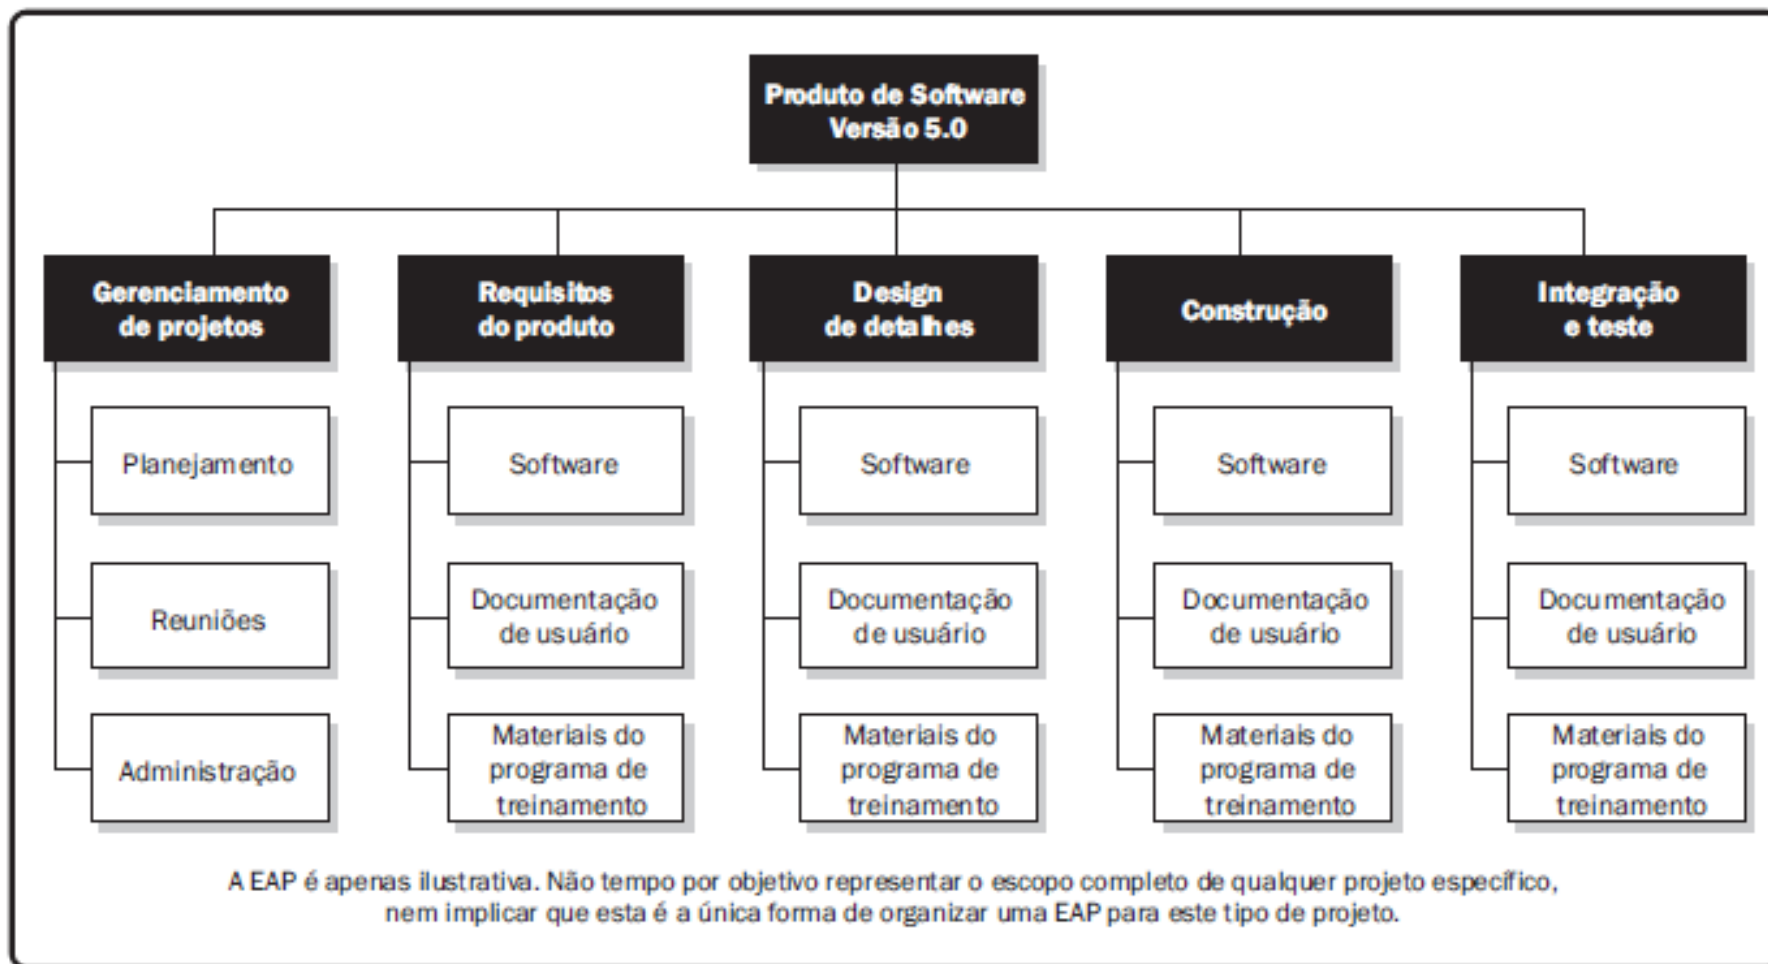 Produto de Software
Versão 5.0
Gerenciamento
de projetos
Requisitos
do produto
Design
de detalhes
Construção
Integração
e teste
Planejamento
Software
Software
Software
Software
Reuniões
Documentação
de usuário
Documentação
de usuário
Documentação
de usuário
Documentação
de usuário
Administração
Materiais do
programa de
treinamento
Materiais do
programa de
treinamento
Materiais do
programa de
treinamento
Materiais do
programa de
treinamento
A EAP é apenas ilustrativa. Não tempo por objetivo representar o escopo completo de qualquer projeto específico,
nem implicar que esta é a única forma de organizar uma EAP para este tipo de projeto.